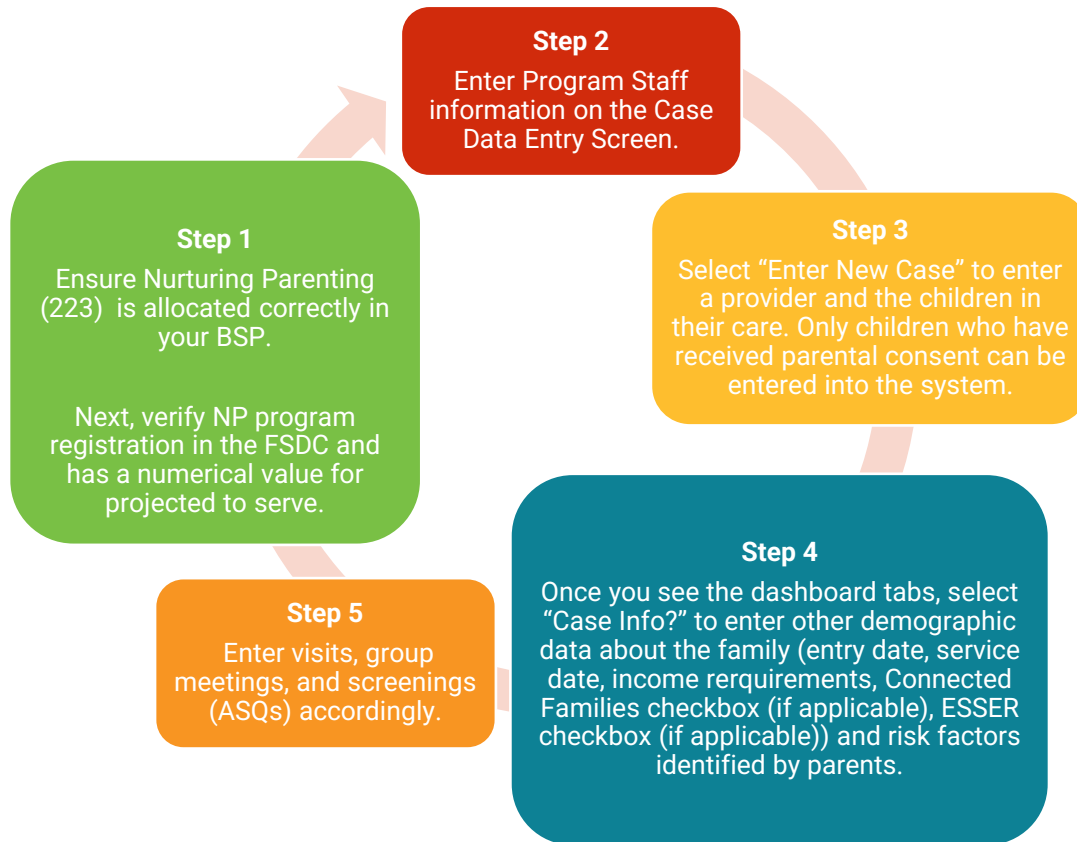 Step 1
Ensure Nurturing Parenting
(223)  is allocated correctly in
your BSP.
Next, verify NP program
registration in the FSDC and
has a numerical value for
projected to serve.
Step 2
Enter Program Staff
information on the Case
Data Entry Screen.
Step 3
Select “Enter New Case” to enter
a provider and the children in
their care. Only children who have
received parental consent can be
entered into the system.
Step 4
Once you see the dashboard tabs, select
“Case Info?” to enter other demographic
data about the family (entry date, service
date, income rerquirements, Connected
Families checkbox (if applicable), ESSER
checkbox (if applicable)) and risk factors
identified by parents.
Step 5
Enter visits, group
meetings, and screenings
(ASQs) accordingly.